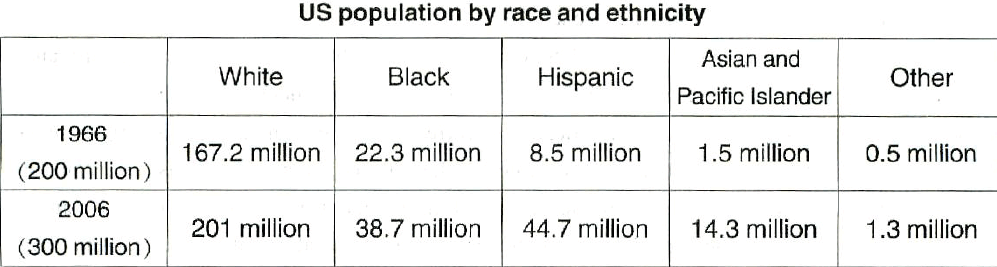 US population by race and ethnicity
White Black Hispanic Asian and Pacific Islander Other
1966 (200 million) 167.2 million 22.3 million 8.5 million 1.5 million 0.5 million
2006 (300 million) 201 million 38.7 million 44.7 million 14.3 million 1.3 million